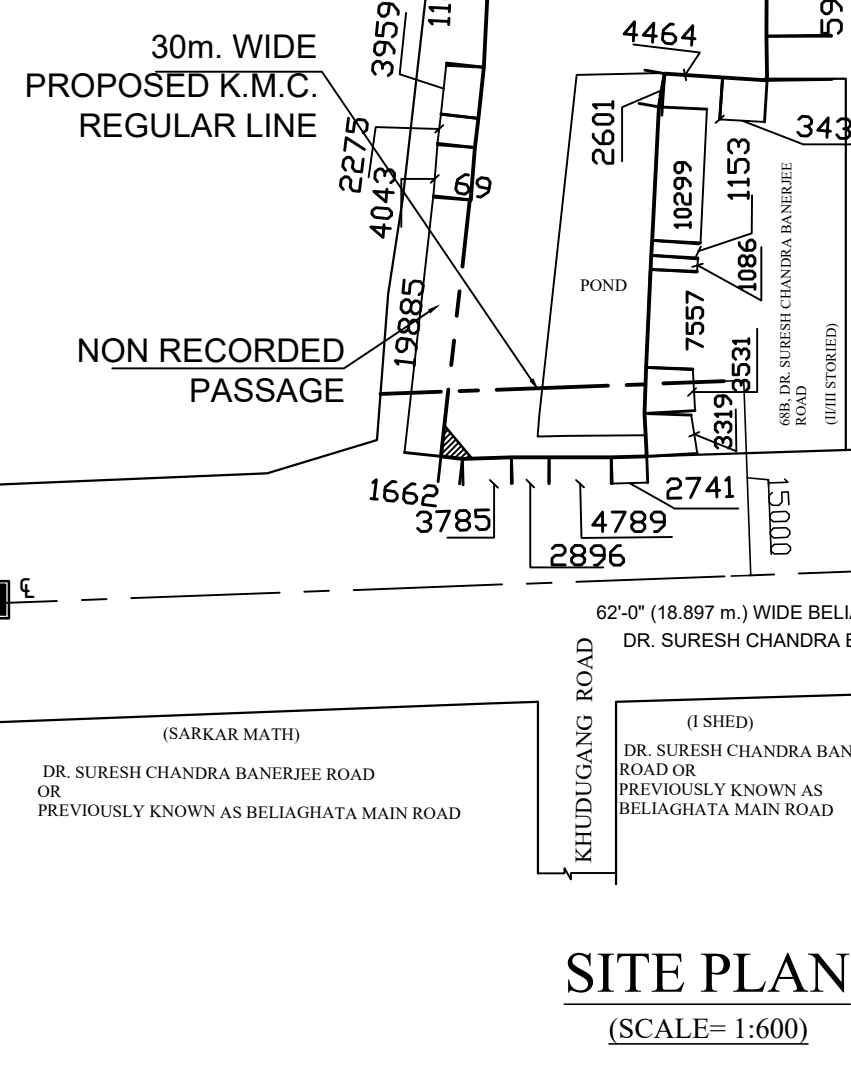 3959
11
59
30m. WIDE
PROPOSED K.M.C.
REGULAR LINE
4464
2601
343
2275
4043
69
10299
1153
1086
68B, DR. SURESH CHANDRA BANERJEE
ROAD
(II/III STORIED)
POND
19885
7557
NON RECORDED
PASSAGE
3531
3319
1662
3785
2896
4789
2741
15000
℄
62'-0" (18.897 m.) WIDE BELIA
DR. SURESH CHANDRA B
KHUDUGANG ROAD
(SARKAR MATH)
DR. SURESH CHANDRA BANERJEE ROAD
OR
PREVIOUSLY KNOWN AS BELIAGHATA MAIN ROAD
(I SHED)
DR. SURESH CHANDRA BAN
ROAD OR
PREVIOUSLY KNOWN AS
BELIAGHATA MAIN ROAD
SITE PLAN
(SCALE= 1:600)